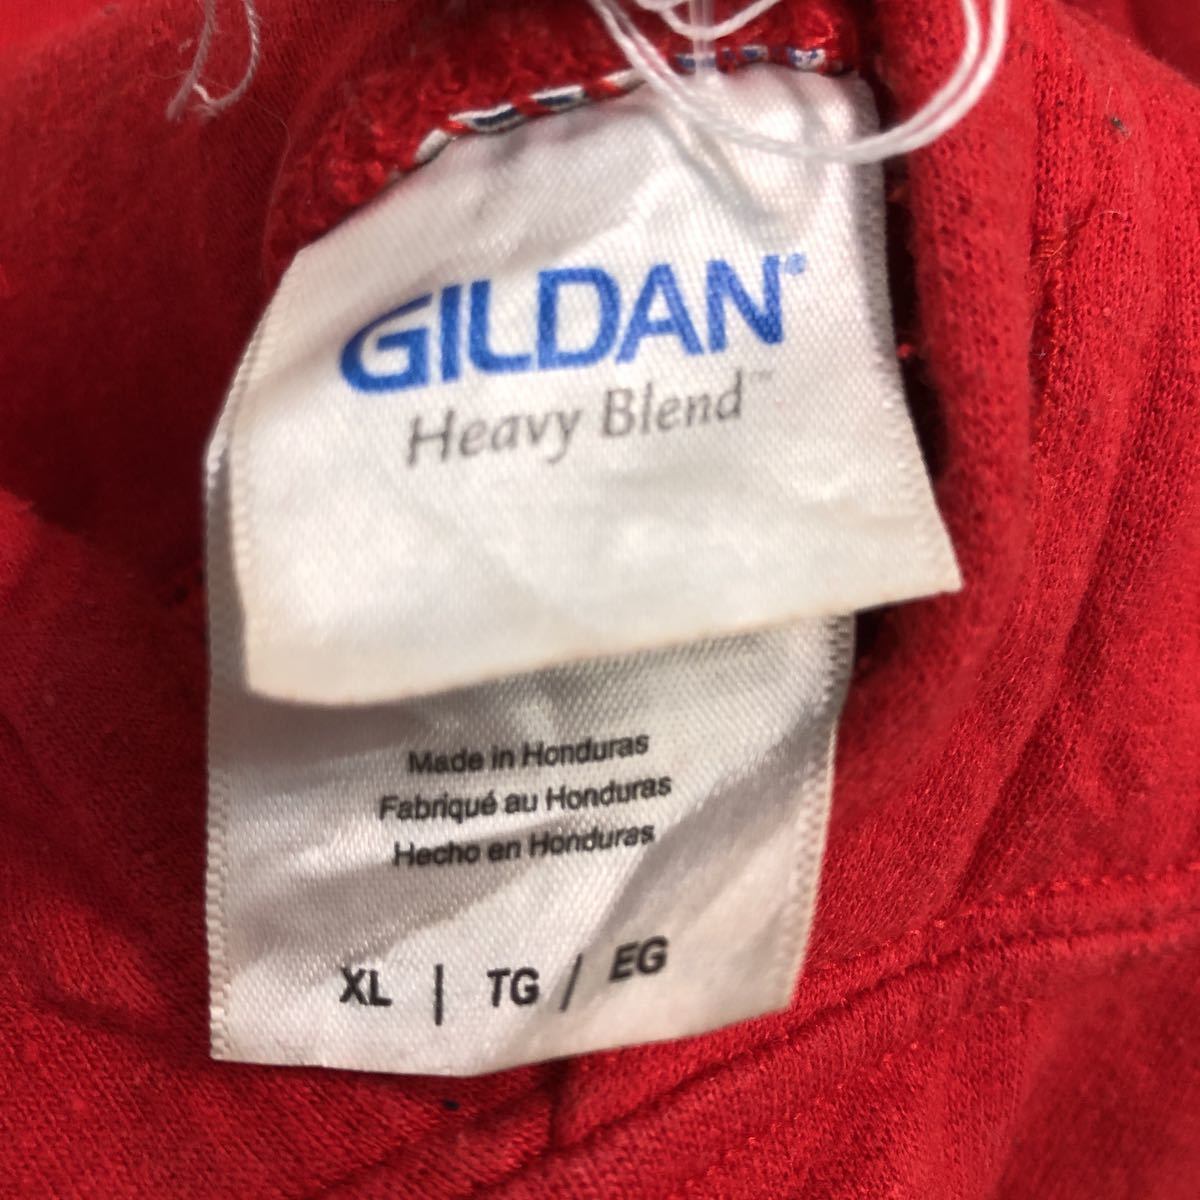 GILDAN®
Heavy Blend™
Made in Honduras
Fabriqué au Honduras
Hecho en Honduras
XL | TG / EG